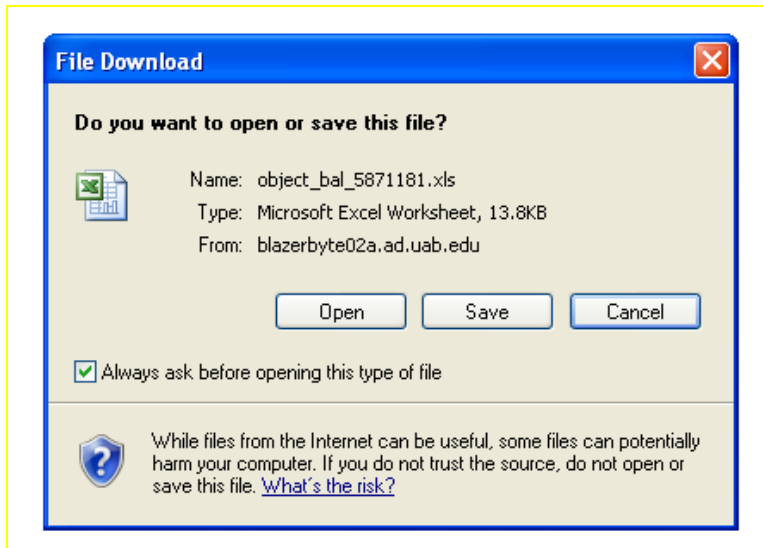 File Download
Do you want to open or save this file?
Name: object_bal_5871181.xls
Type: Microsoft Excel Worksheet, 13.8KB
From: blazerbyte02a.ad.uab.edu
Open Save Cancel
Always ask before opening this type of file
While files from the Internet can be useful, some files can potentially
harm your computer. If you do not trust the source, do not open or
save this file. What's the risk?